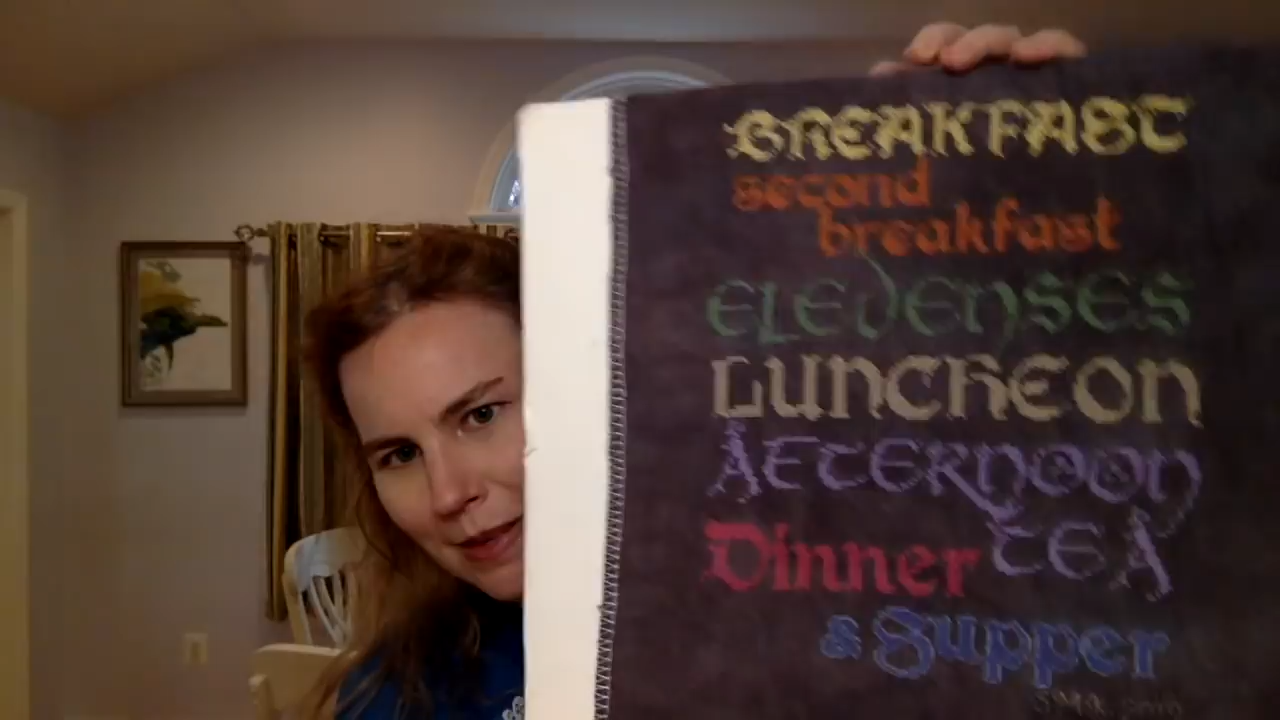 BREAKFAST
second
breakfast
ELEVENSES
LUNCHEON
AFTERNOON
TEA
Dinner
& Supper